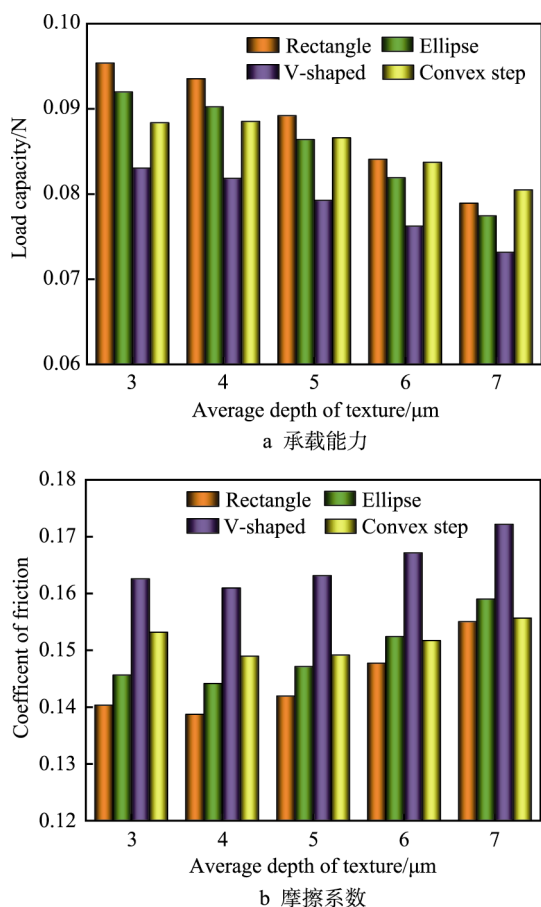 0.10
0.09
0.08
0.07
0.06
Load capacity/N
Rectangle Ellipse
V-shaped Convex step
3 4 5 6 7
Average depth of texture/μm
a 承载能力
0.18
0.17
0.16
0.15
0.14
0.13
0.12
Coefficent of friction
Rectangle Ellipse
V-shaped Convex step
3 4 5 6 7
Average depth of texture/μm
b 摩擦系数